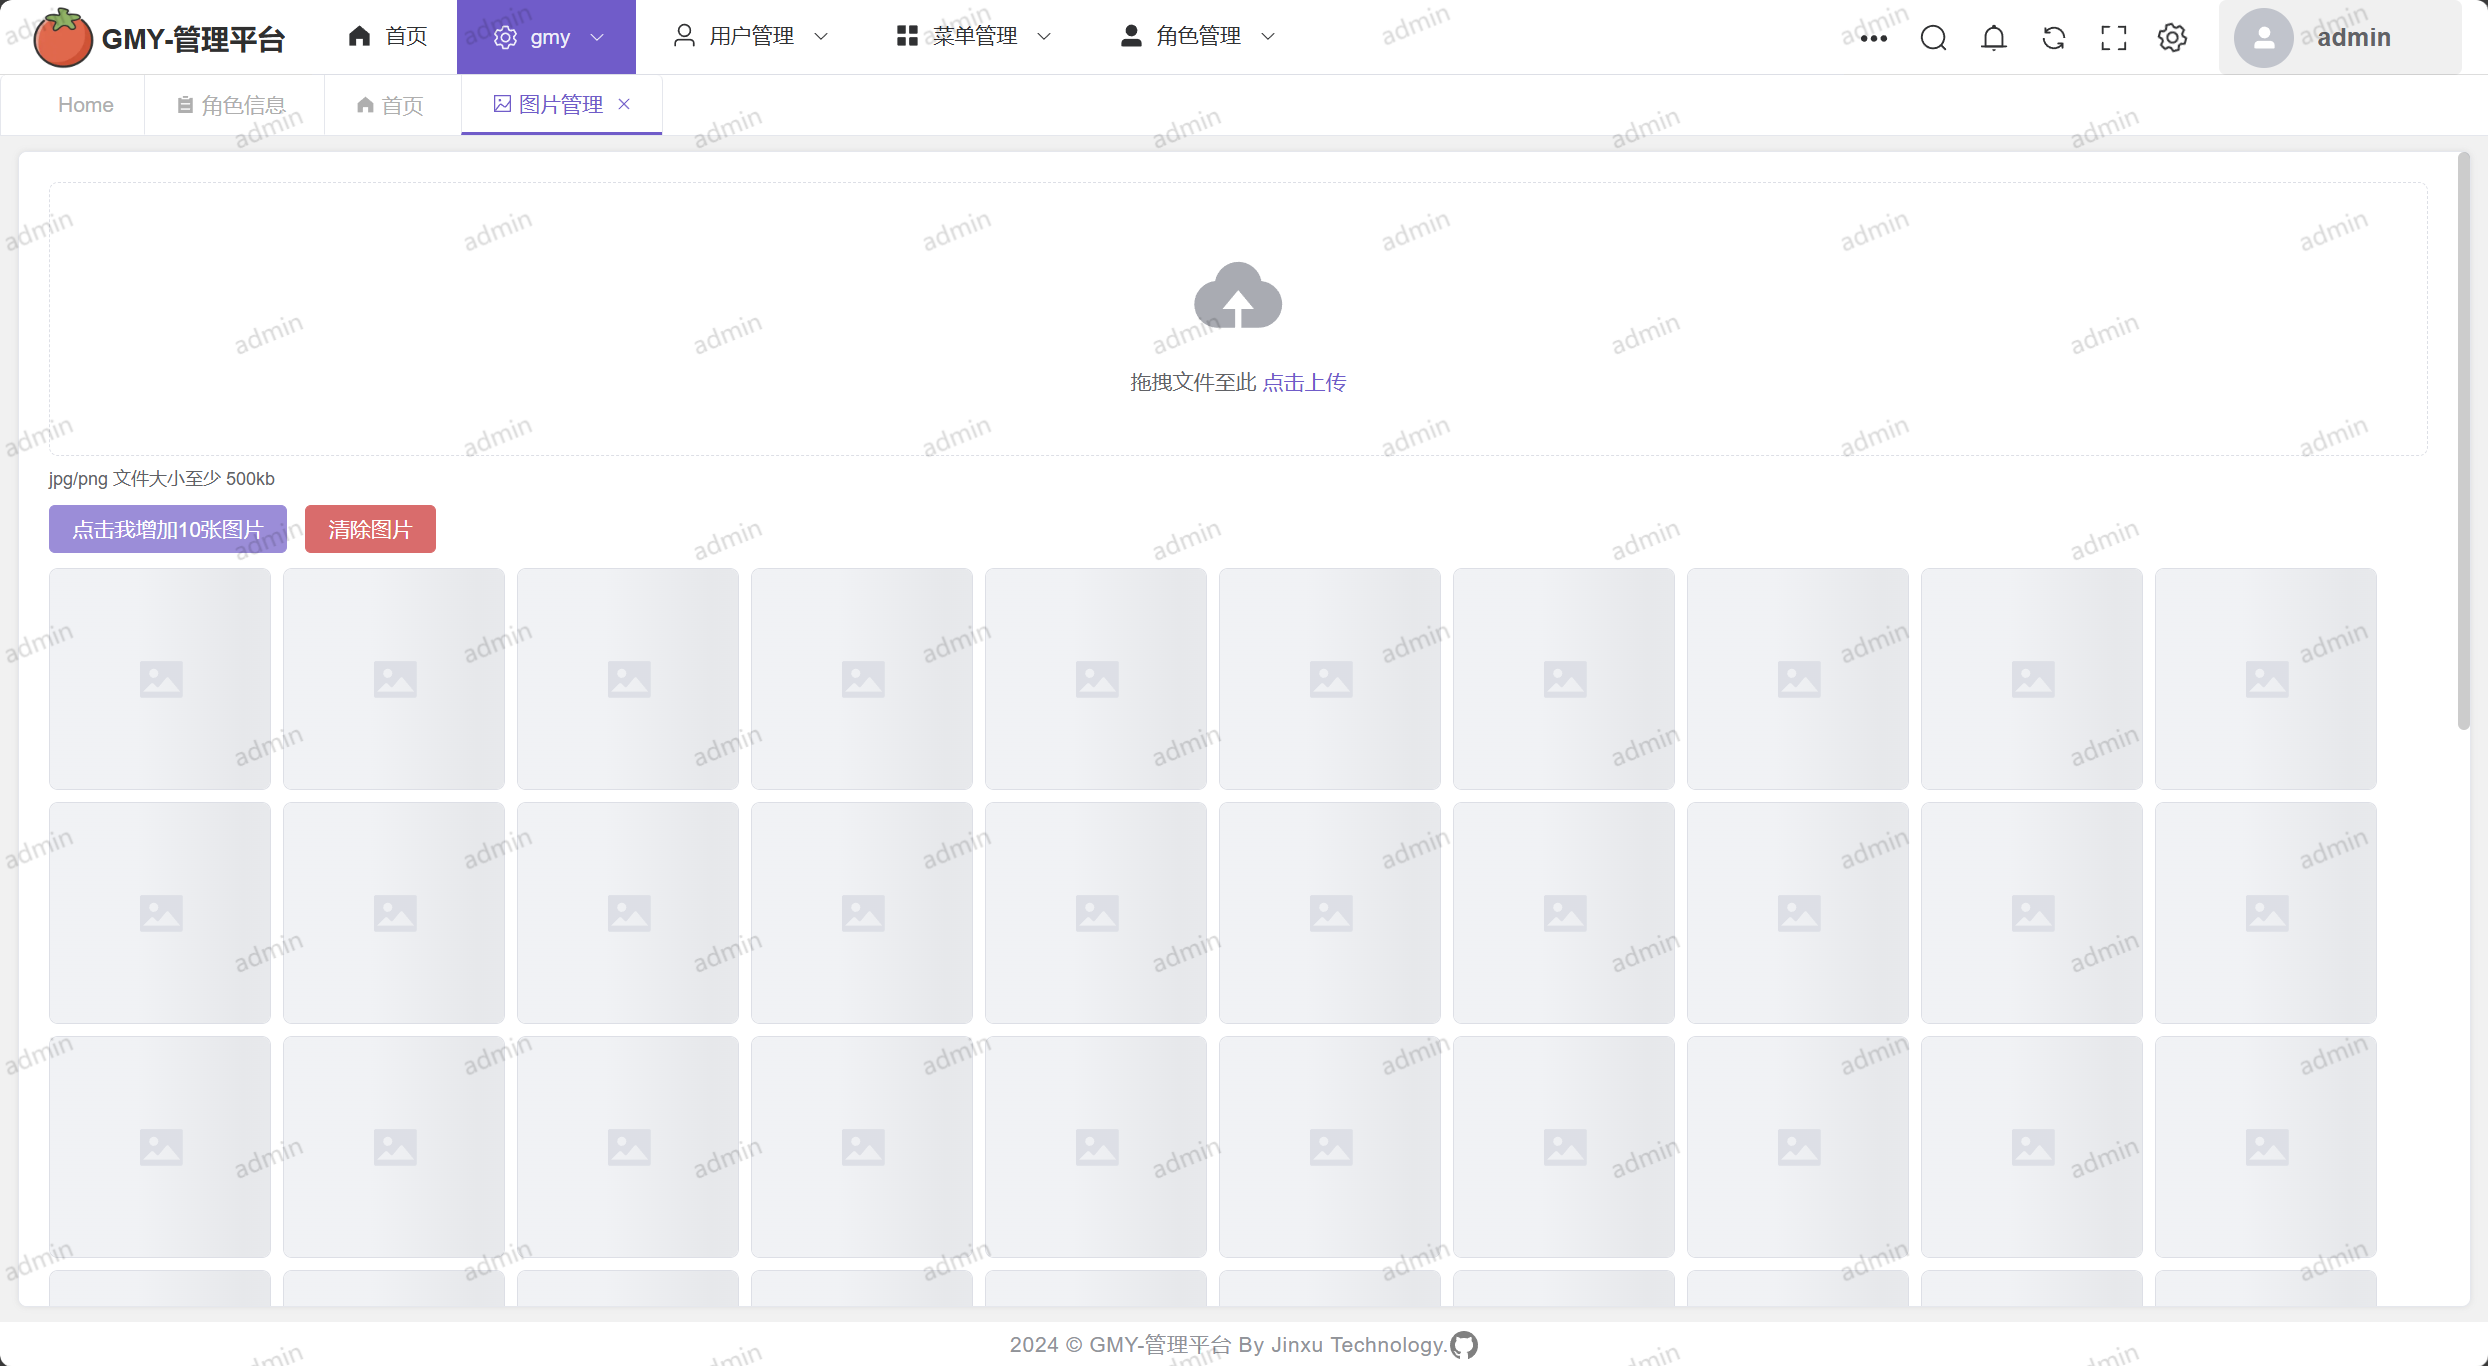 GMY-管理平台 首页 gmy 用户管理 菜单管理 角色管理 admin
Home 角色信息 首页 图片管理
拖拽文件至此 点击上传
jpg/png 文件大小至少 500kb
点击我增加10张图片 清除图片
2024 © GMY-管理平台 By Jinxu Technology.